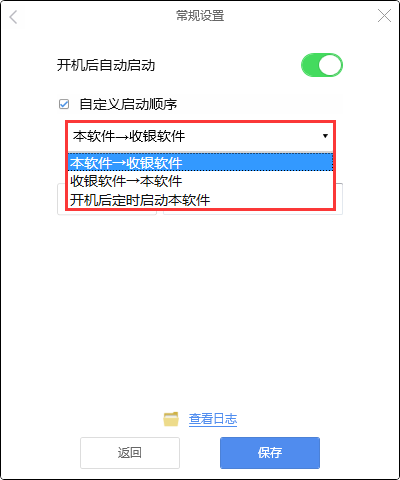 常规设置
开机后自动启动
自定义启动顺序
本软件→收银软件
本软件→收银软件
收银软件→本软件
开机后定时启动本软件
查看日志
返回
保存